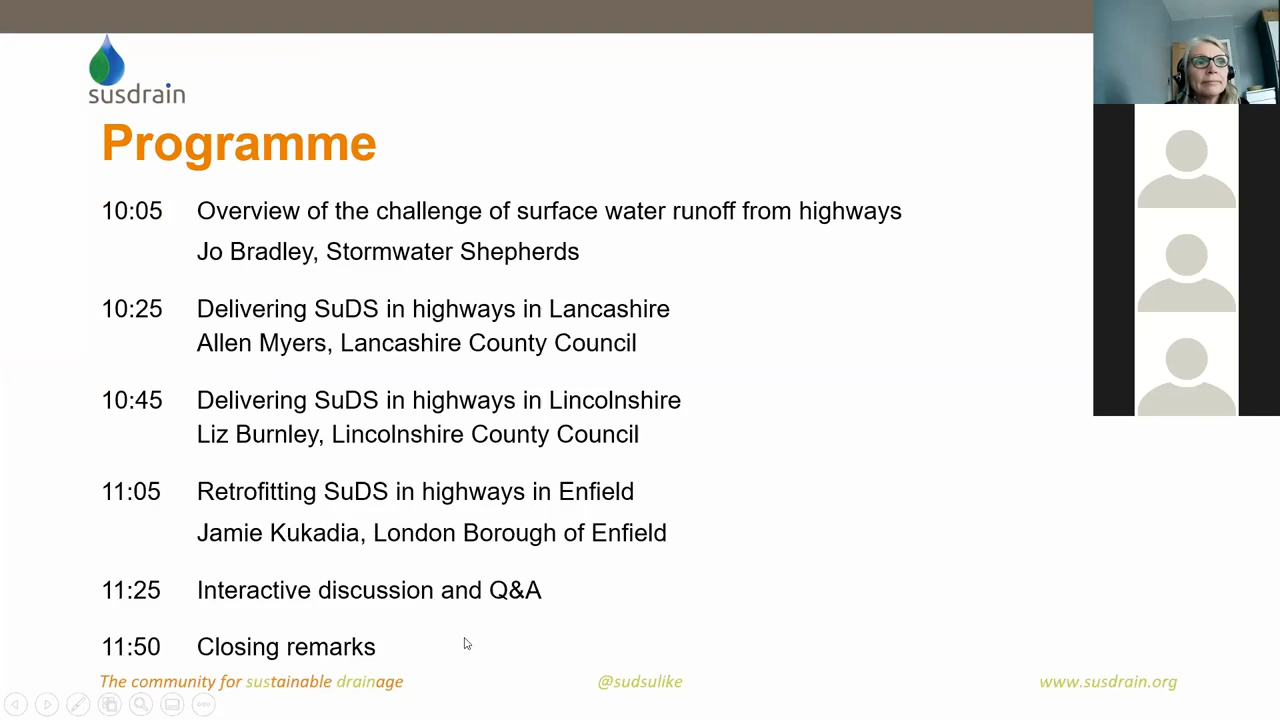 susdrain
Programme
10:05 Overview of the challenge of surface water runoff from highways
Jo Bradley, Stormwater Shepherds
10:25 Delivering SuDS in highways in Lancashire
Allen Myers, Lancashire County Council
10:45 Delivering SuDS in highways in Lincolnshire
Liz Burnley, Lincolnshire County Council
11:05 Retrofitting SuDS in highways in Enfield
Jamie Kukadia, London Borough of Enfield
11:25 Interactive discussion and Q&A
11:50 Closing remarks
The community for sustainable drainage @sudsulike www.susdrain.org